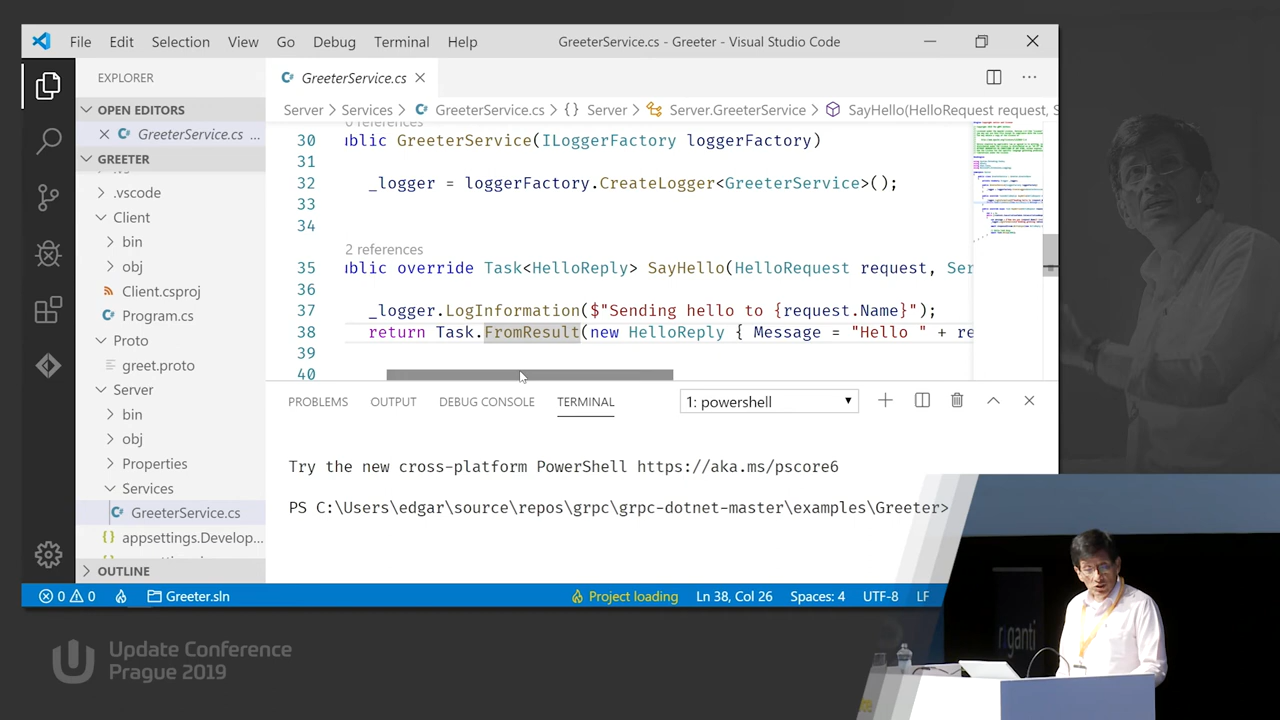 File Edit Selection View Go Debug Terminal Help GreeterService.cs - Greeter - Visual Studio Code
EXPLORER
GreeterService.cs
OPEN EDITORS
GreeterService.cs ...
GREETER
.vscode
Client
bin
obj
Client.csproj
Program.cs
Proto
greet.proto
Server
bin
obj
Properties
Services
GreeterService.cs
appsettings.Develop...
OUTLINE
Server > Services > GreeterService.cs > {} Server > Server.GreeterService > SayHello(HelloRequest request, S
references
blic GreeterService(ILoggerFactory loggerFactory)
_logger = loggerFactory.CreateLogger<GreeterService>();
2 references
35 ublic override Task<HelloReply> SayHello(HelloRequest request, Ser
36
37 _logger.LogInformation($"Sending hello to {request.Name}");
38 return Task.FromResult(new HelloReply { Message = "Hello " + re
39
40
PROBLEMS OUTPUT DEBUG CONSOLE TERMINAL 1: powershell
Try the new cross-platform PowerShell https://aka.ms/pscore6
PS C:\Users\edgar\source\repos\grpc\grpc-dotnet-master\examples\Greeter>
0 0 Greeter.sln Project loading Ln 38, Col 26 Spaces: 4 UTF-8 LF
Update Conference
Prague 2019
riganti